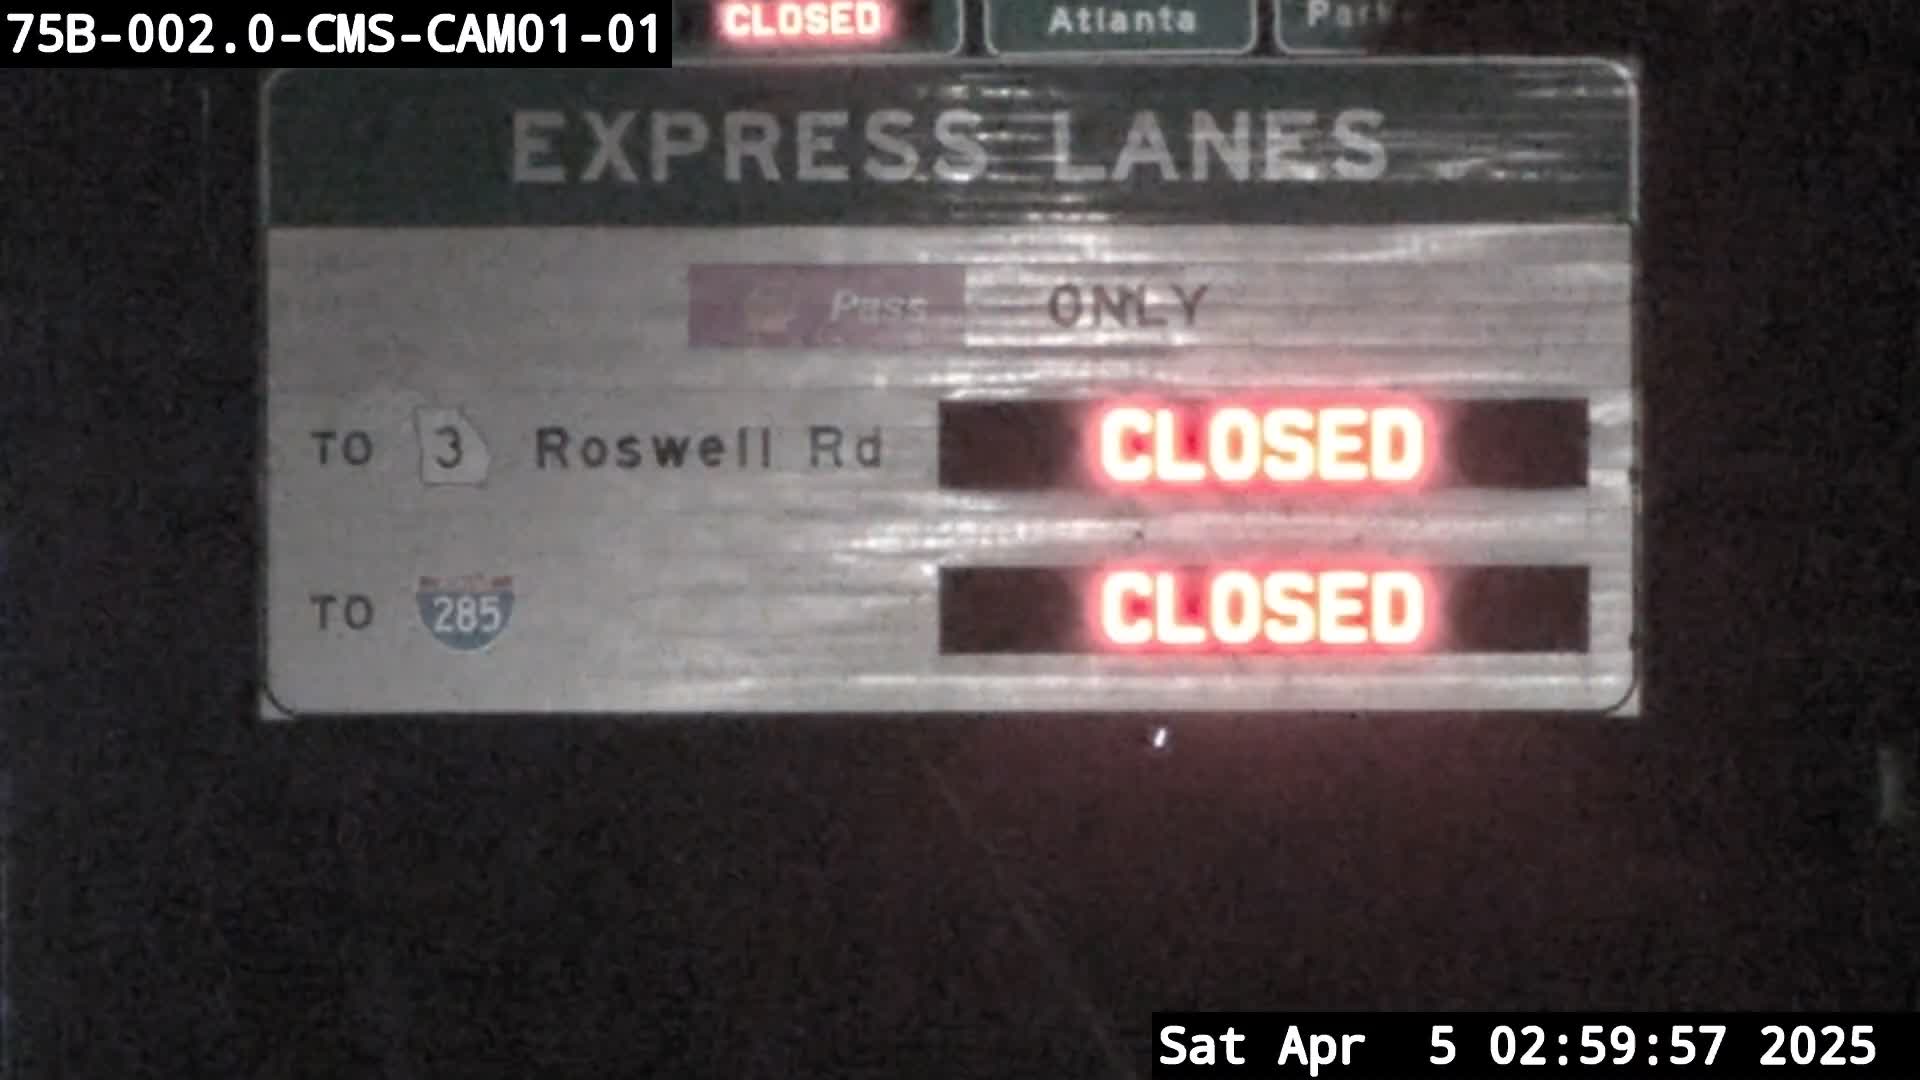 75B-002.0-CMS-CAM01-01
CLOSED
Atlanta
EXPRESS LANES
Pass ONLY
TO 3 Roswell Rd CLOSED
TO 285 CLOSED
Sat Apr 5 02:59:57 2025